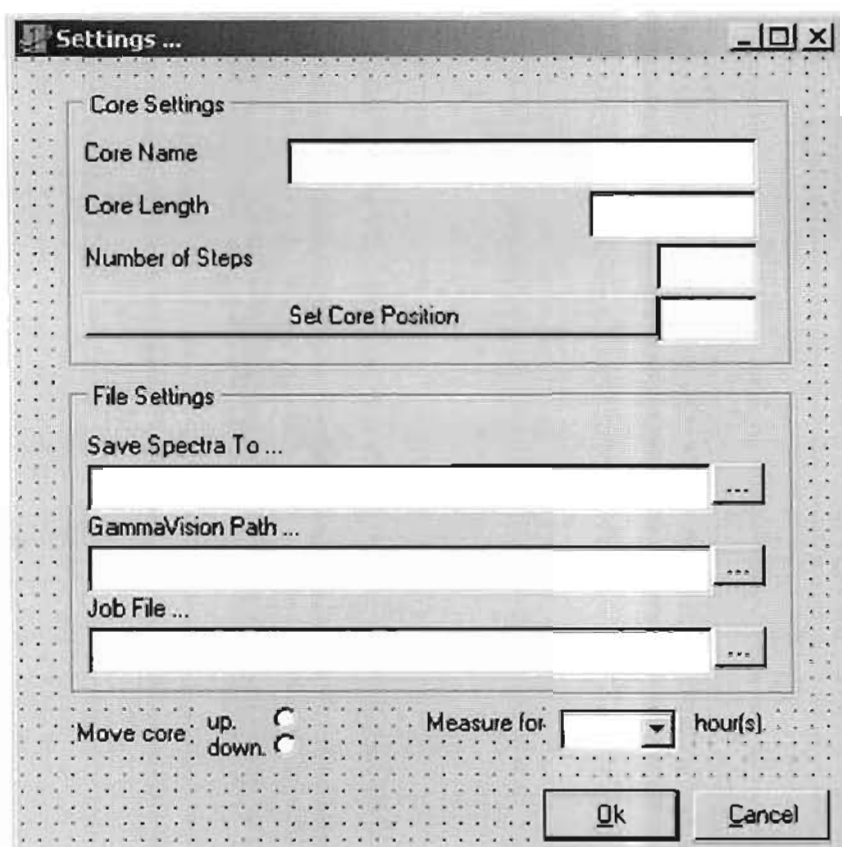 Settings ...
Core Settings
Core Name
Core Length
Number of Steps
Set Core Position
File Settings
Save Spectra To ...
...
GammaVision Path ...
...
Job File ...
...
Move core up. Measure for hour(s).
down.
Ok Cancel